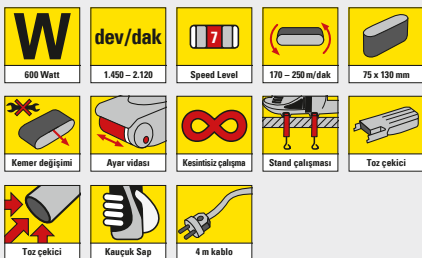 W
dev/dak
7
600 Watt
1.450 – 2.120
Speed Level
170 – 250 m/dak
75 x 130 mm
Kemer değişimi
Ayar vidası
Kesintisiz çalışma
Stand çalışması
Toz çekici
Toz çekici
Kauçuk Sap
4 m kablo